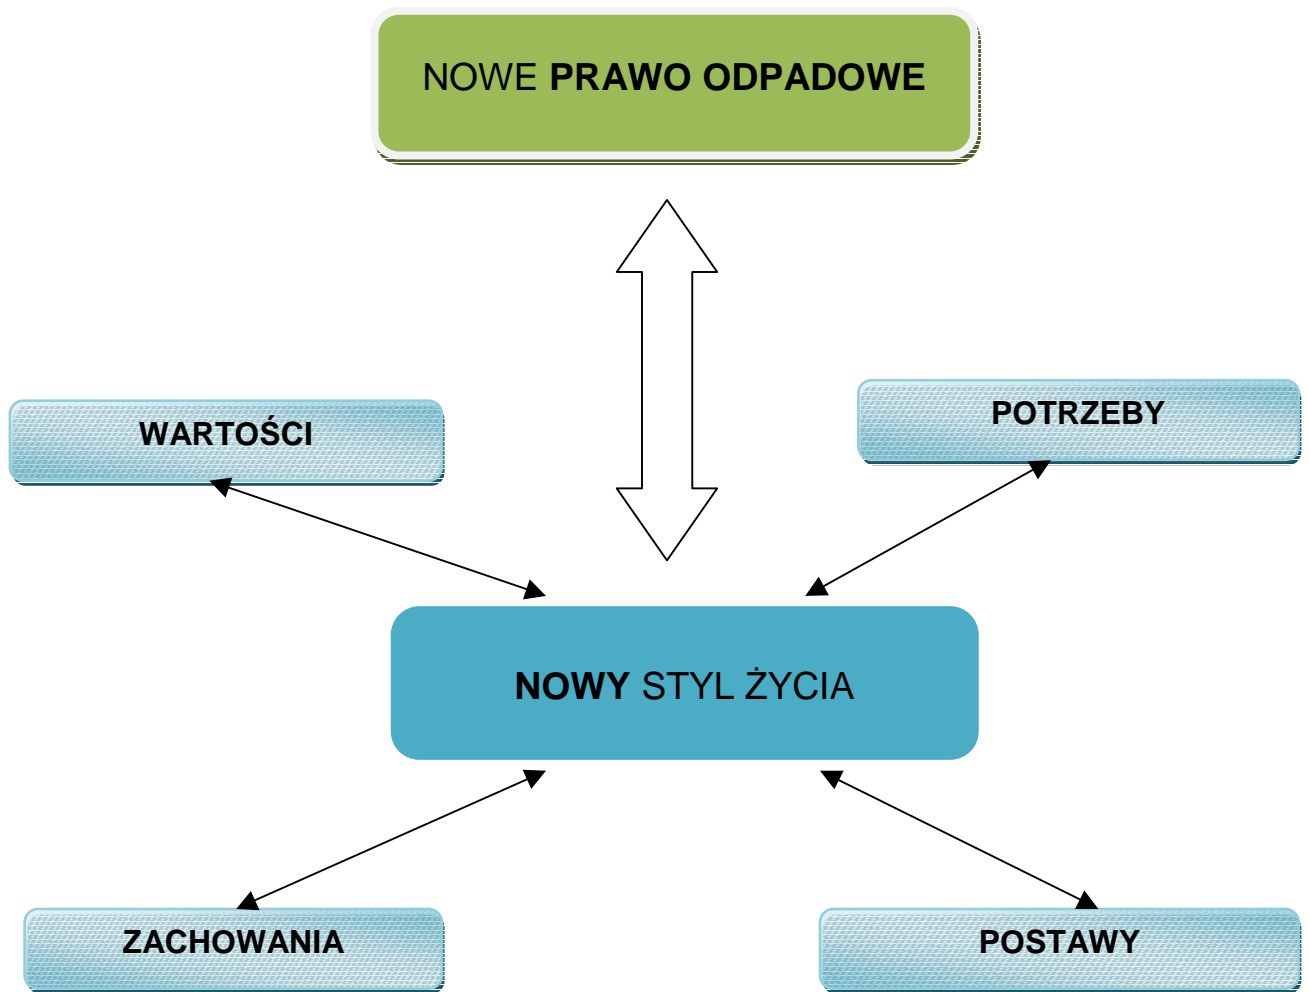 NOWE PRAWO ODPADOWE
WARTOŚCI
POTRZEBY
NOWY STYL ŻYCIA
ZACHOWANIA
POSTAWY